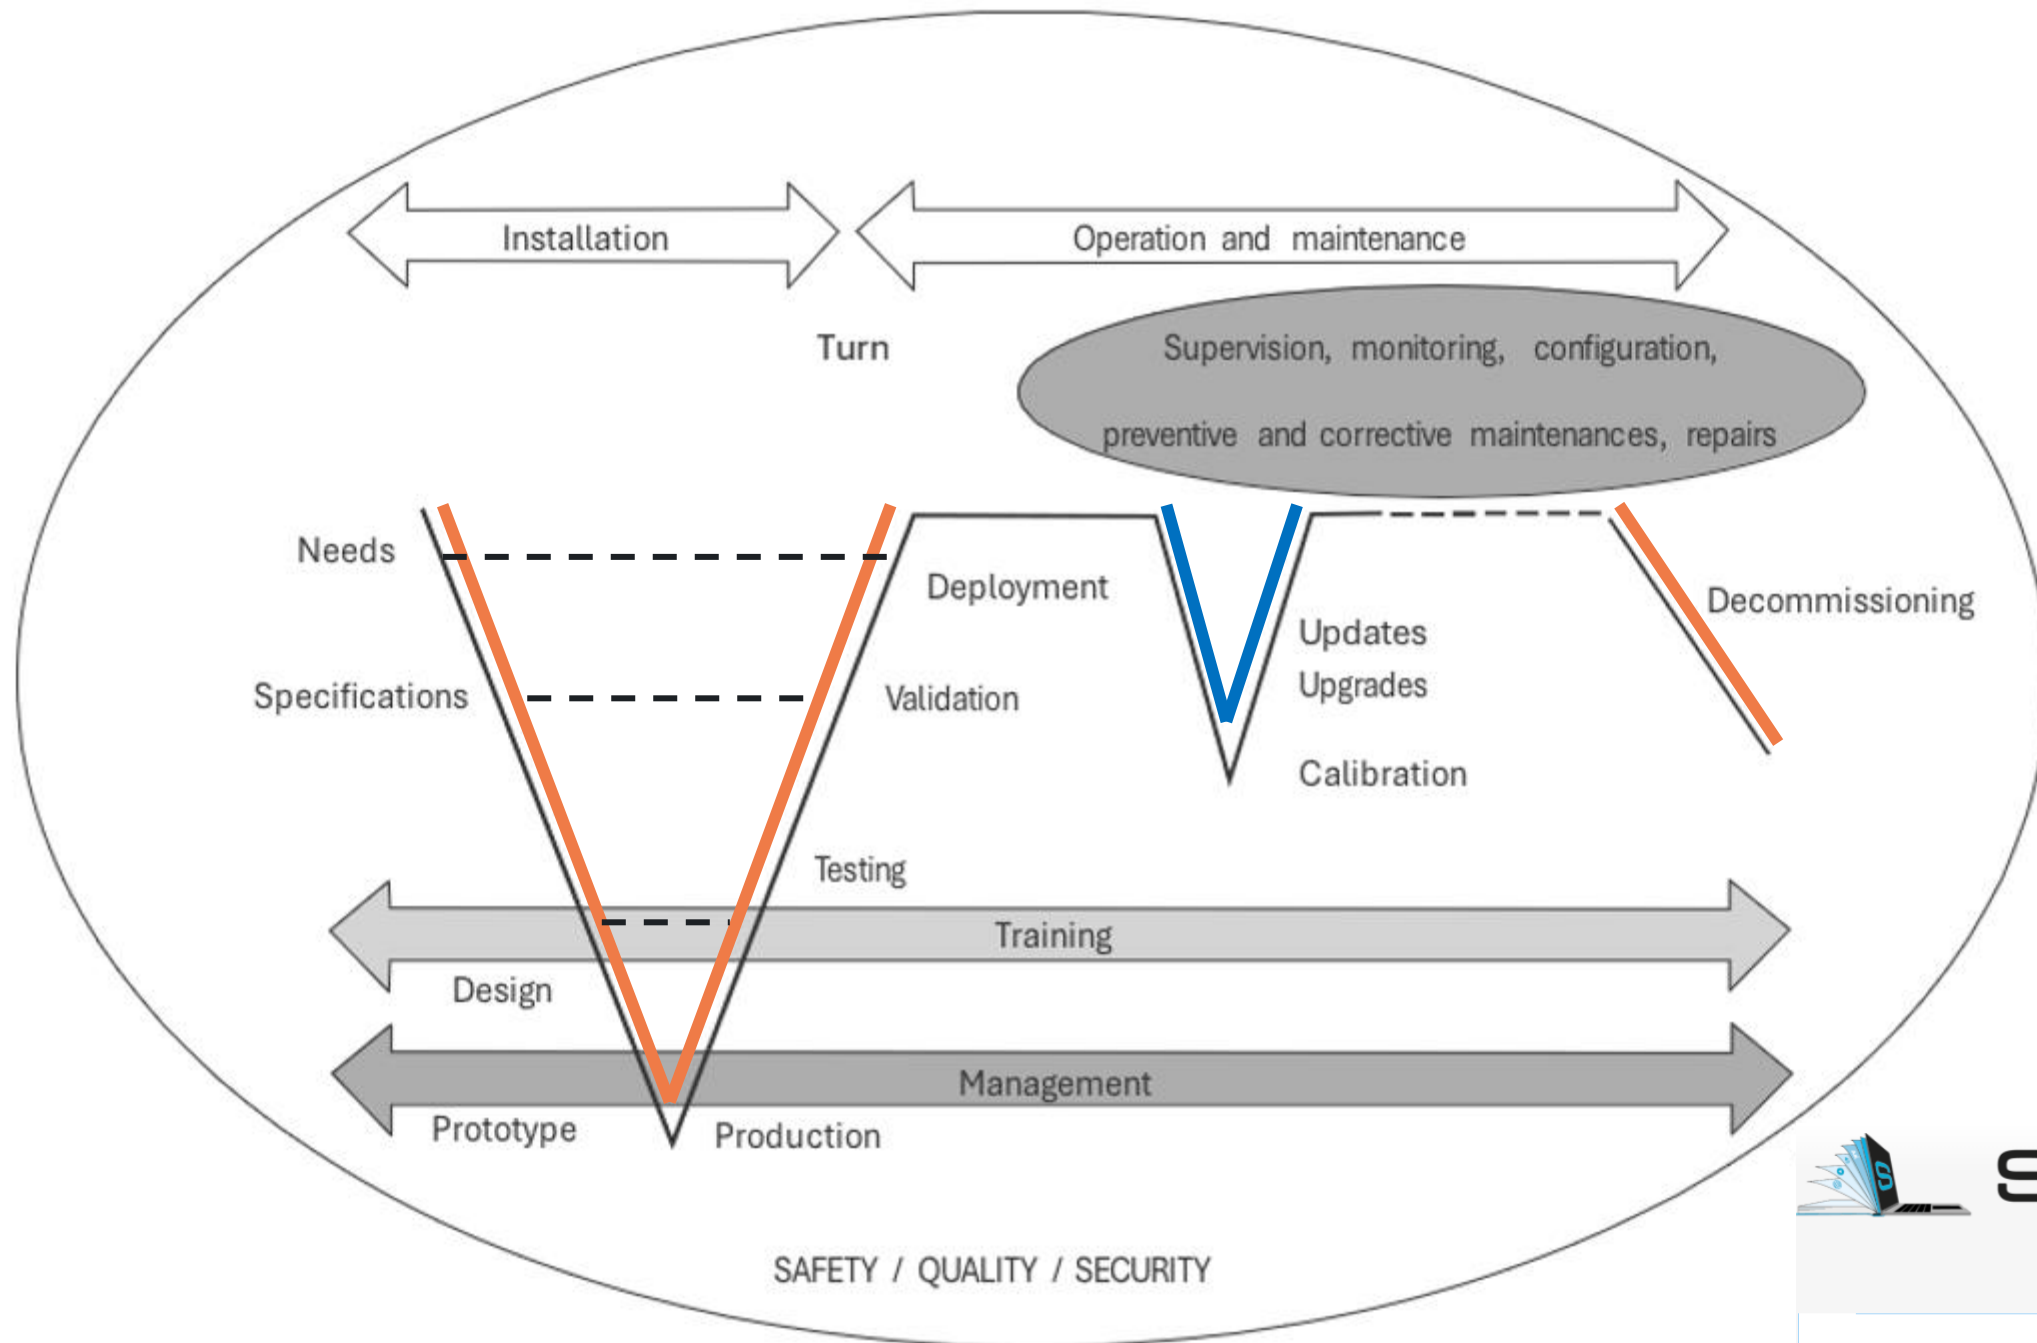 Installation
Operation and maintenance
Turn
Supervision, monitoring, configuration,
preventive and corrective maintenances, repairs
Needs
Deployment
Decommissioning
Updates
Specifications
Validation
Upgrades
Calibration
Testing
Training
Design
Management
Prototype
Production
SAFETY / QUALITY / SECURITY
S